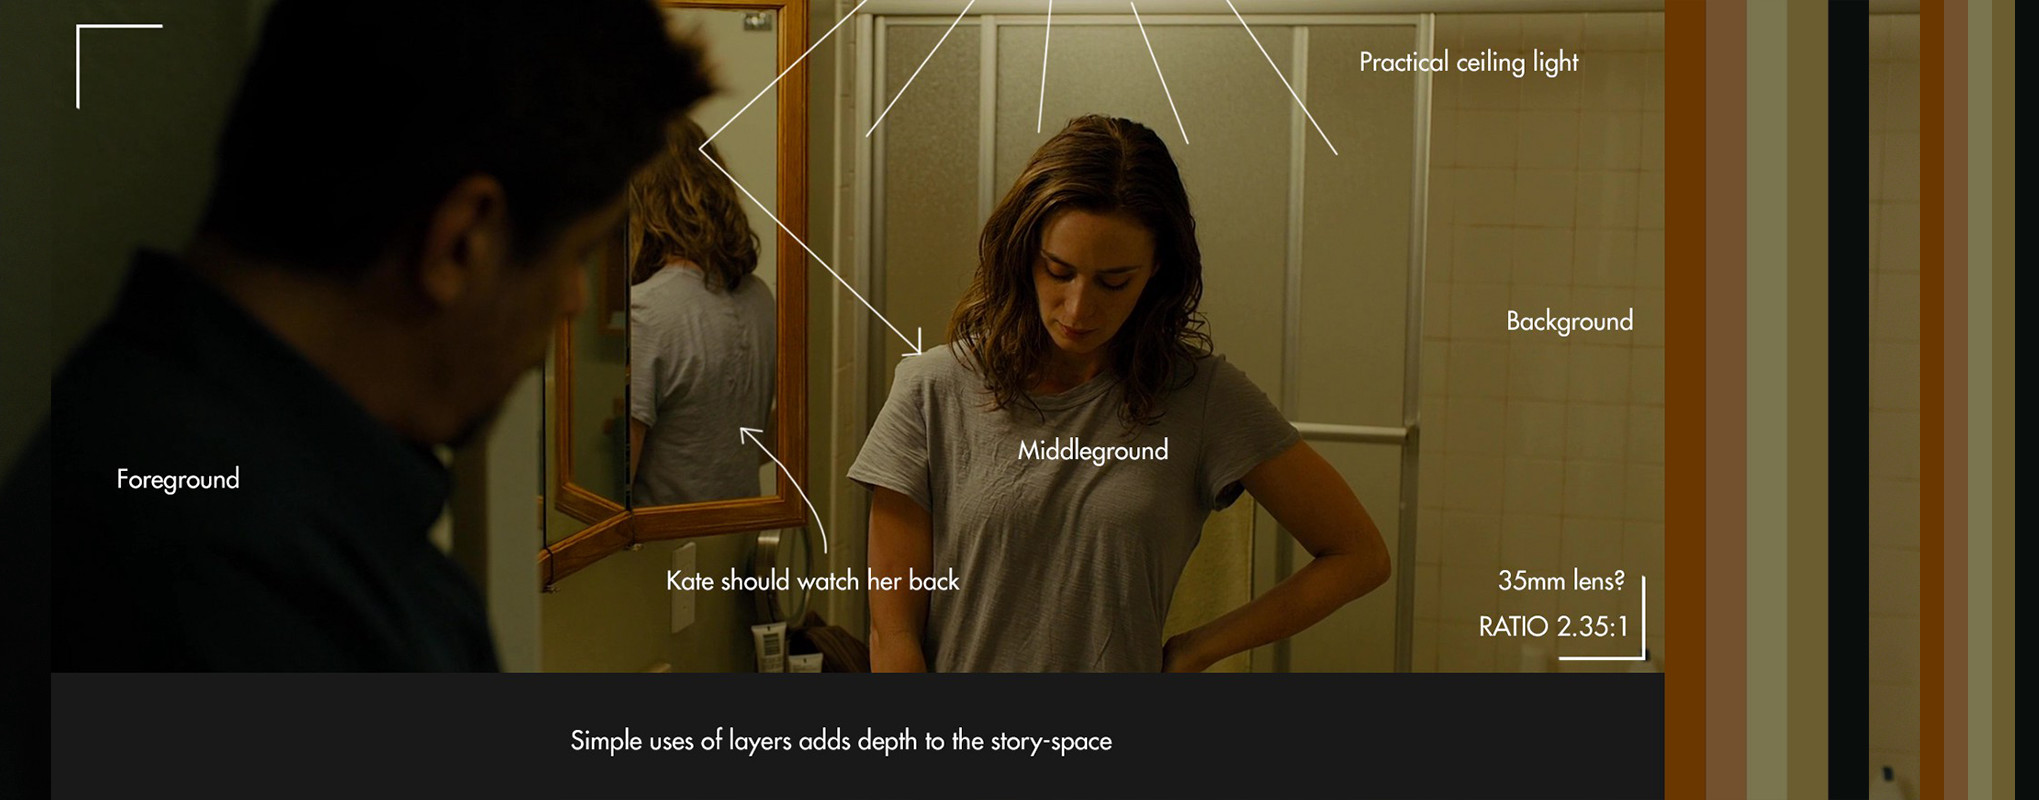 Practical ceiling light
Background
Middleground
Foreground
Kate should watch her back
35mm lens?
RATIO 2.35:1
Simple uses of layers adds depth to the story-space